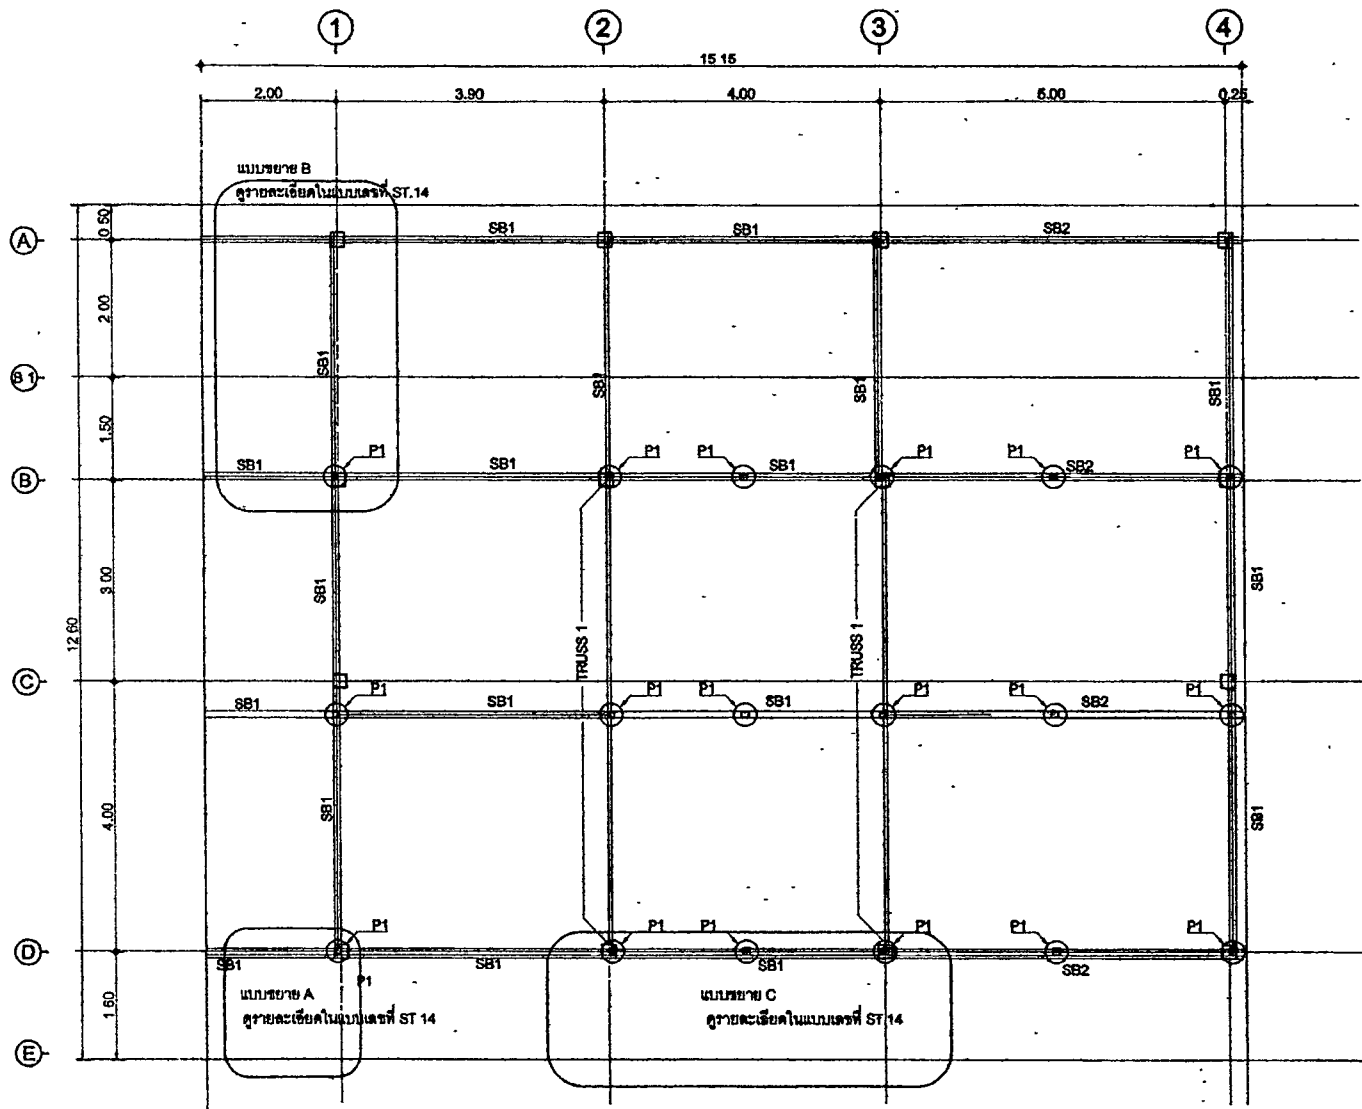 1 2 3 4
15 15
2.00 3.90 4.00 5.00 0.25
แบบขยาย B
ดูรายละเอียดในแบบเลขที่ ST.14
0 50
A
SB1 SB1 SB2
2 00
SB1 SB1 SB1 SB1
B 1
1.50
P1 P1 P1 P1 P1 P1
SB1 SB1 SB1 SB2
B
3 00
SB1 SB1
12 60
TRUSS 1 TRUSS 1
C
P1 P1 P1 P1 P1 P1
SB1 SB1 SB1 SB2
4.00
SB1 SB1
P1 P1 P1 P1 P1 P1
D
SB1 SB1 SB1 SB2
P1
1 60
แบบขยาย A
ดูรายละเอียดในแบบเลขที่ ST 14
แบบขยาย C
ดูรายละเอียดในแบบเลขที่ ST 14
E